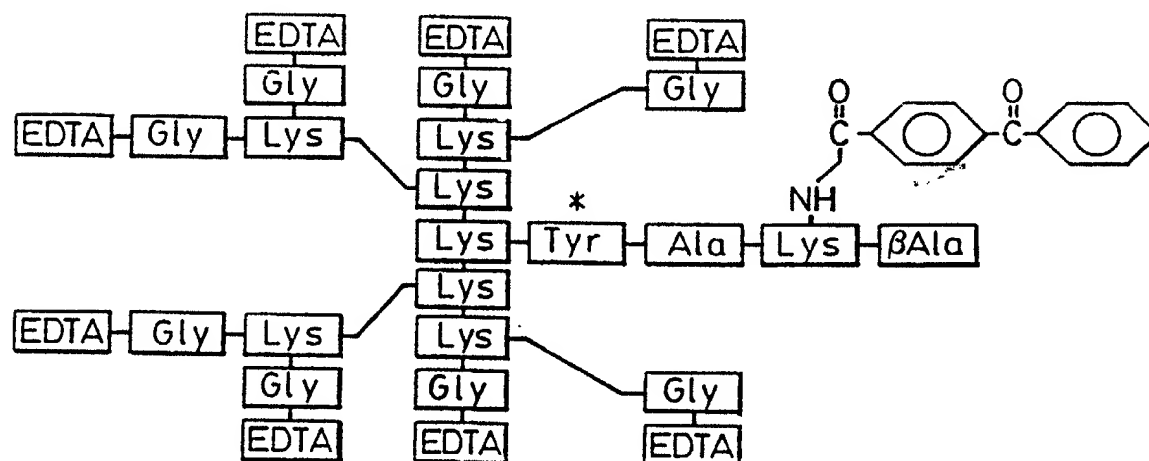 EDTA EDTA EDTA
Gly Gly Gly
O O
EDTA Gly Lys Lys C C
Lys NH
*
Lys Tyr Ala Lys βAla
Lys
EDTA Gly Lys Lys
Gly Gly Gly
EDTA EDTA EDTA